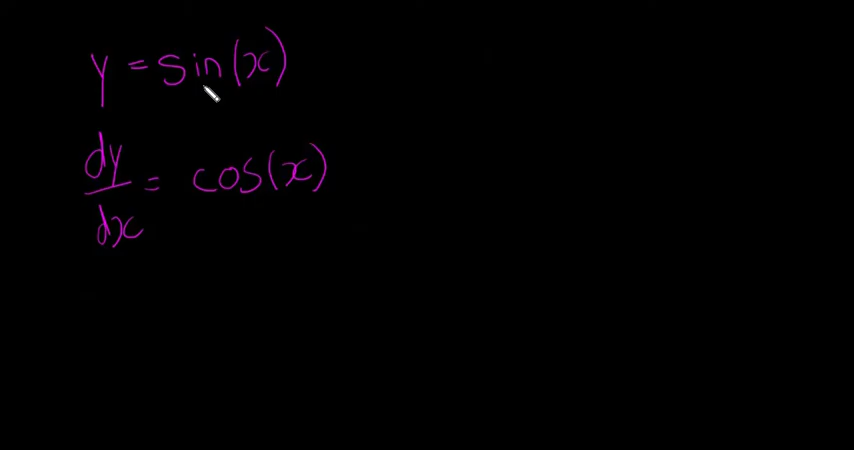 y = sin(x)
dy/dx = cos(x)